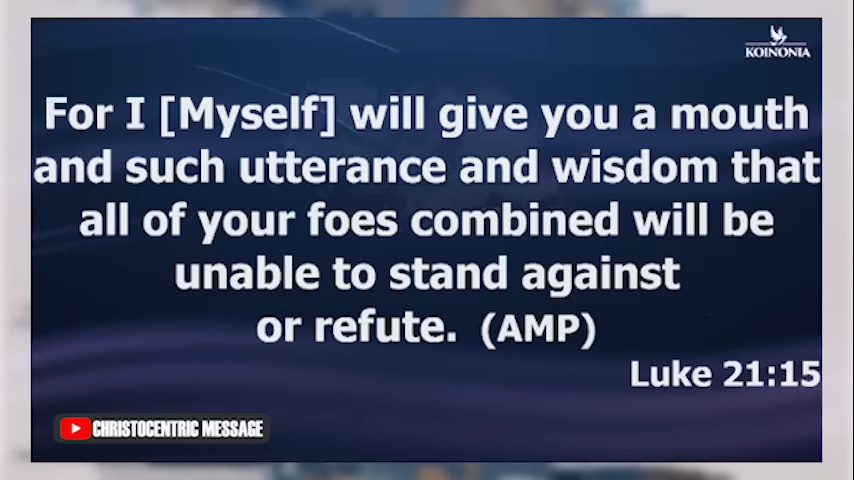 KOINONIA
For I [Myself] will give you a mouth
and such utterance and wisdom that
all of your foes combined will be
unable to stand against
or refute. (AMP)
Luke 21:15
CHRISTOCENTRIC MESSAGE